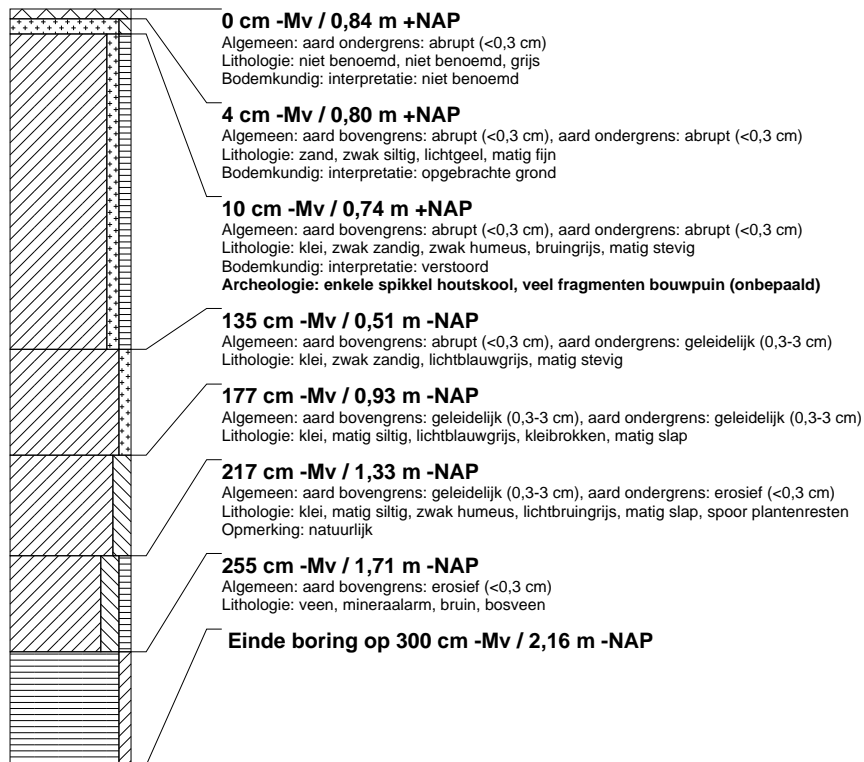 0 cm -Mv / 0,84 m +NAP
Algemeen: aard ondergrens: abrupt (<0,3 cm)
Lithologie: niet benoemd, niet benoemd, grijs
Bodemkundig: interpretatie: niet benoemd
4 cm -Mv / 0,80 m +NAP
Algemeen: aard bovengrens: abrupt (<0,3 cm), aard ondergrens: abrupt (<0,3 cm)
Lithologie: zand, zwak siltig, lichtgeel, matig fijn
Bodemkundig: interpretatie: opgebrachte grond
10 cm -Mv / 0,74 m +NAP
Algemeen: aard bovengrens: abrupt (<0,3 cm), aard ondergrens: abrupt (<0,3 cm)
Lithologie: klei, zwak zandig, zwak humeus, bruingrijs, matig stevig
Bodemkundig: interpretatie: verstoord
Archeologie: enkele spikkel houtskool, veel fragmenten bouwpuin (onbepaald)
135 cm -Mv / 0,51 m -NAP
Algemeen: aard bovengrens: abrupt (<0,3 cm), aard ondergrens: geleidelijk (0,3-3 cm)
Lithologie: klei, zwak zandig, lichtblauwgrijs, matig stevig
177 cm -Mv / 0,93 m -NAP
Algemeen: aard bovengrens: geleidelijk (0,3-3 cm), aard ondergrens: geleidelijk (0,3-3 cm)
Lithologie: klei, matig siltig, lichtblauwgrijs, kleibrokken, matig slap
217 cm -Mv / 1,33 m -NAP
Algemeen: aard bovengrens: geleidelijk (0,3-3 cm), aard ondergrens: erosief (<0,3 cm)
Lithologie: klei, matig siltig, zwak humeus, lichtbruingrijs, matig slap, spoor plantenresten
Opmerking: natuurlijk
255 cm -Mv / 1,71 m -NAP
Algemeen: aard bovengrens: erosief (<0,3 cm)
Lithologie: veen, mineraalarm, bruin, bosveen
Einde boring op 300 cm -Mv / 2,16 m -NAP